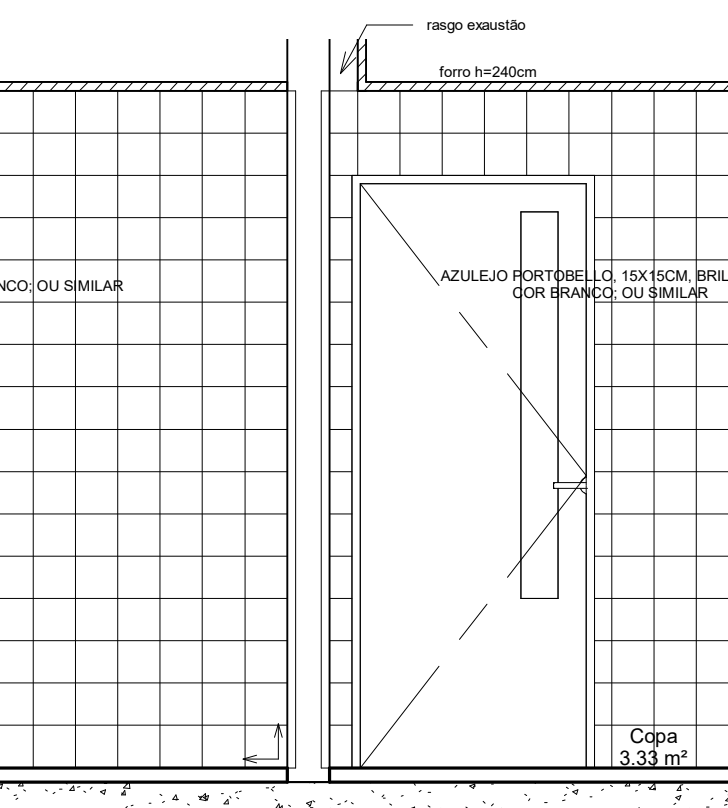 rasgo exaustão
forro h=240cm
AZULEJO PORTOBELLO, 15X15CM, BRIL
NCO; OU SIMILAR
COR BRANCO; OU SIMILAR
Copa
3.33 m²